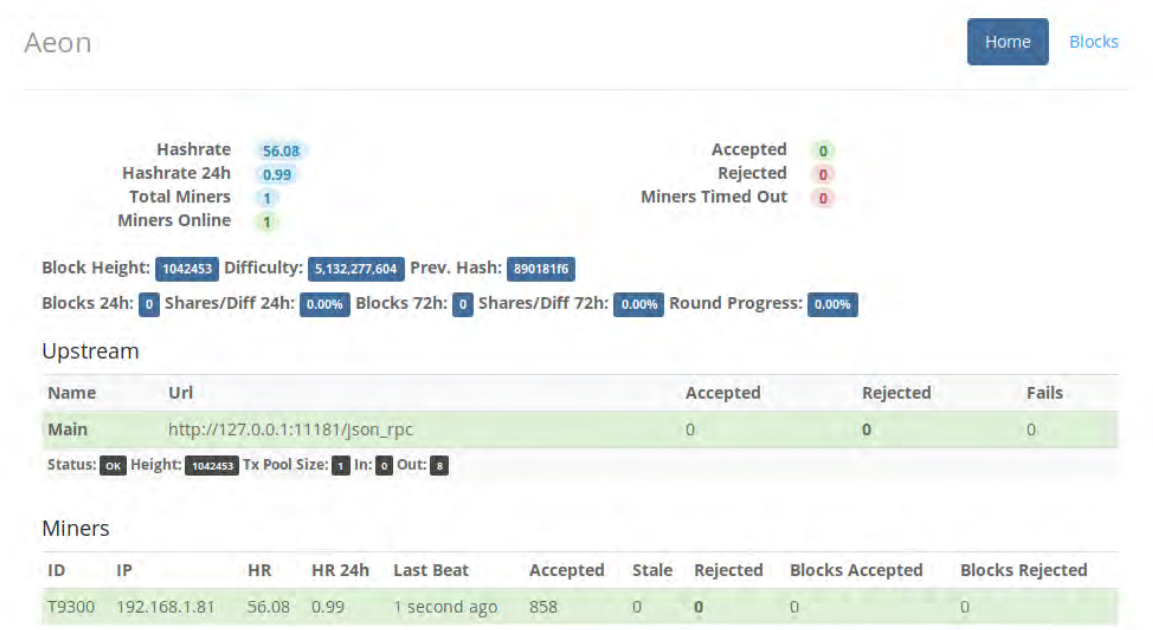 Aeon Home Blocks
Hashrate 56.08 Accepted 0
Hashrate 24h 0.99 Rejected 0
Total Miners 1 Miners Timed Out 0
Miners Online 1
Block Height: 1042453 Difficulty: 5,132,277,604 Prev. Hash: 890181f6
Blocks 24h: 0 Shares/Diff 24h: 0.00% Blocks 72h: 0 Shares/Diff 72h: 0.00% Round Progress: 0.00%
Upstream
Name Url Accepted Rejected Fails
Main http://127.0.0.1:11181/json_rpc 0 0 0
Status: OK Height: 1042453 Tx Pool Size: 1 In: 0 Out: 8
Miners
ID IP HR HR 24h Last Beat Accepted Stale Rejected Blocks Accepted Blocks Rejected
T9300 192.168.1.81 56.08 0.99 1 second ago 858 0 0 0 0